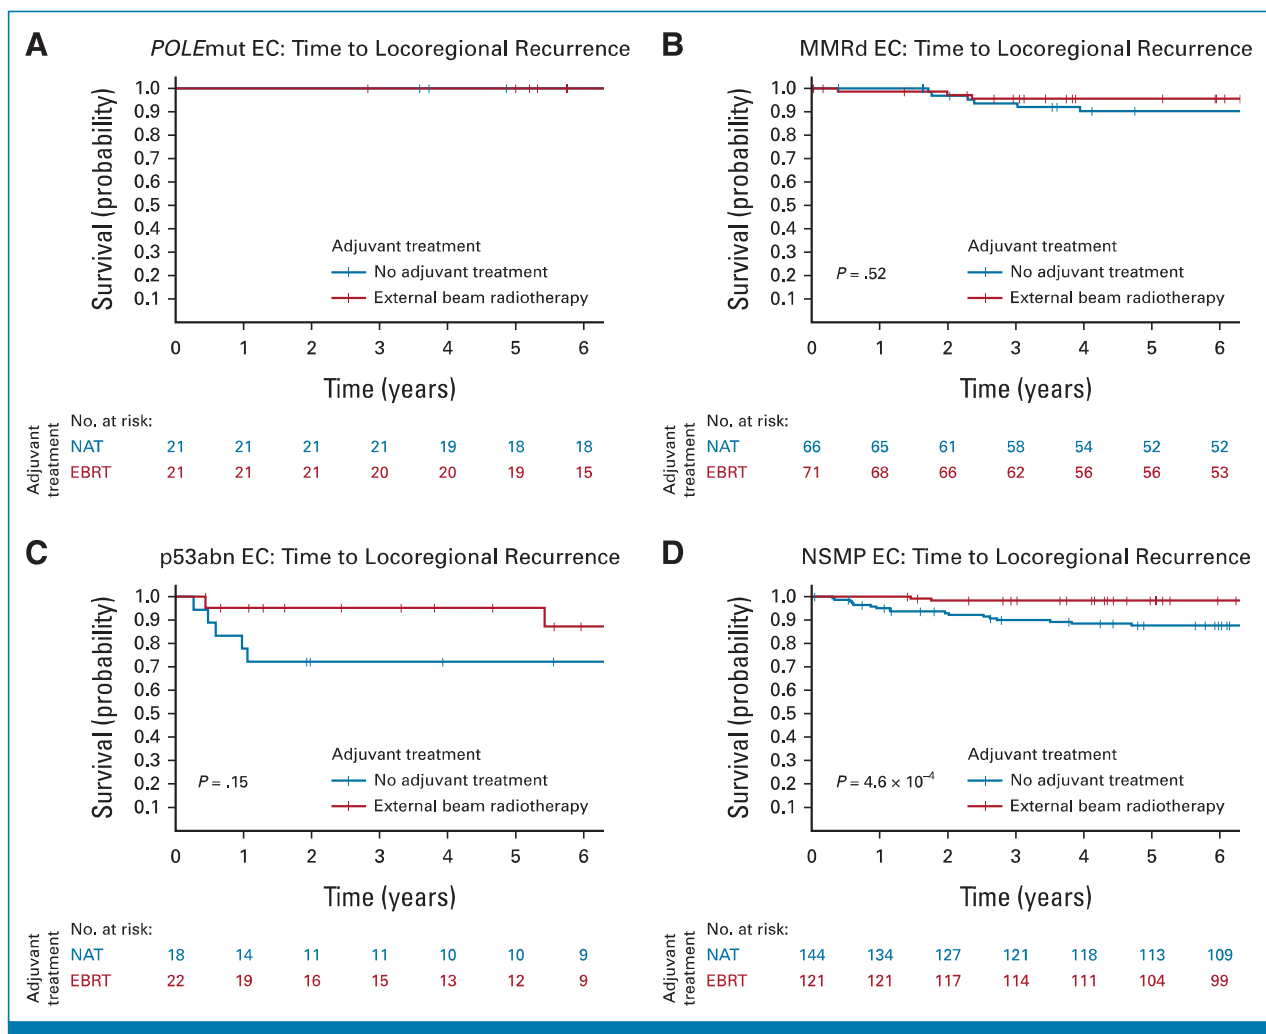 A
POLEmut EC: Time to Locoregional Recurrence
Survival (probability)
1.0
0.9
0.8
0.7
0.6
0.5
0.4
0.3
0.2
0.1
Adjuvant treatment
No adjuvant treatment
External beam radiotherapy
0 1 2 3 4 5 6
Time (years)
Adjuvant treatment
No. at risk:
NAT 21 21 21 21 19 18 18
EBRT 21 21 21 20 20 19 15
B
MMRd EC: Time to Locoregional Recurrence
Survival (probability)
1.0
0.9
0.8
0.7
0.6
0.5
0.4
0.3
0.2
0.1
P = .52
Adjuvant treatment
No adjuvant treatment
External beam radiotherapy
0 1 2 3 4 5 6
Time (years)
Adjuvant treatment
No. at risk:
NAT 66 65 61 58 54 52 52
EBRT 71 68 66 62 56 56 53
C
p53abn EC: Time to Locoregional Recurrence
Survival (probability)
1.0
0.9
0.8
0.7
0.6
0.5
0.4
0.3
0.2
0.1
P = .15
Adjuvant treatment
No adjuvant treatment
External beam radiotherapy
0 1 2 3 4 5 6
Time (years)
Adjuvant treatment
No. at risk:
NAT 18 14 11 11 10 10 9
EBRT 22 19 16 15 13 12 9
D
NSMP EC: Time to Locoregional Recurrence
Survival (probability)
1.0
0.9
0.8
0.7
0.6
0.5
0.4
0.3
0.2
0.1
P = 4.6 × 10⁻⁴
Adjuvant treatment
No adjuvant treatment
External beam radiotherapy
0 1 2 3 4 5 6
Time (years)
Adjuvant treatment
No. at risk:
NAT 144 134 127 121 118 113 109
EBRT 121 121 117 114 111 104 99